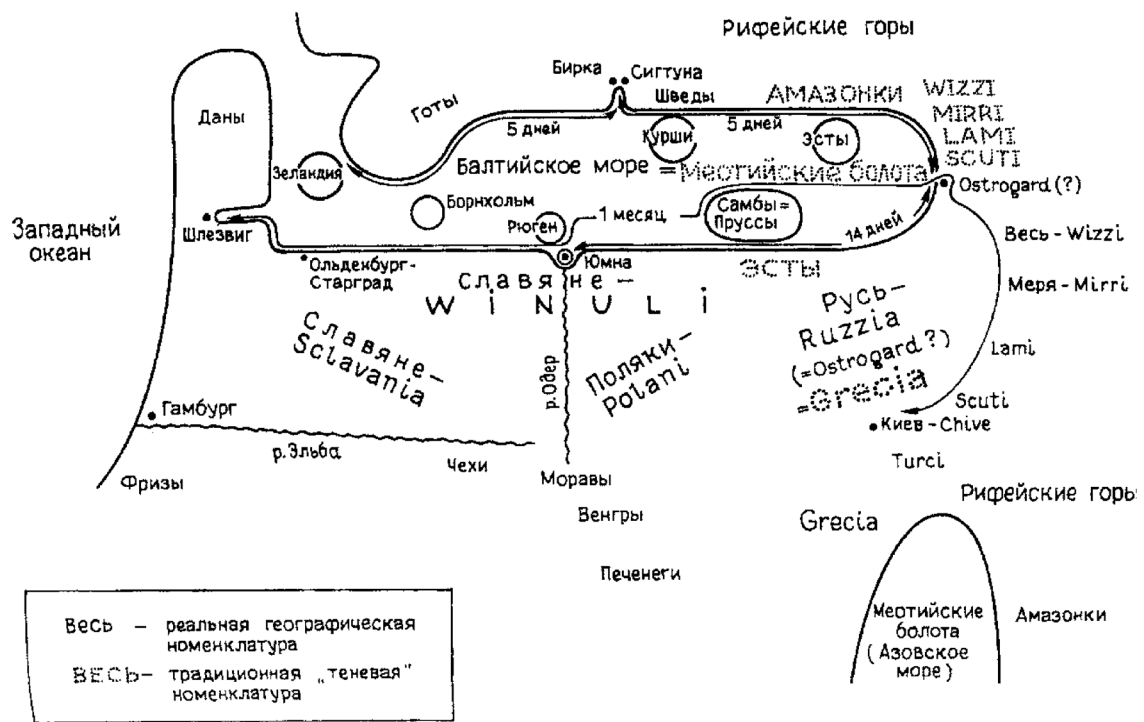 Рифейские горы
Бирка
Сигтуна
Шведы
АМАЗОНКИ
WIZZI
MIRRI
LAMI
SCUTI
Готы
Даны
5 дней
Курши
5 дней
Эсты
Зеландия
Балтийское море =
Меотийские болота
Ostrogard (?)
Борнхольм
Рюген
1 месяц
Самбы=
Пруссы
14 дней
Западный
океан
Шлезвиг
Весь-Wizzi
Ольденбург-
Старград
Юмна
ЭСТЫ
Славяне-
WiNULi
Меря-Mirri
Славяне-
Sclavania
р.Одер
Поляки-
Polani
Русь-
Ruzzia
(=Ostrogard?)
=Grecia
Lami
Scuti
Гамбург
Киев-Chive
р.Эльба
Чехи
Turci
Фризы
Моравы
Венгры
Рифейские горы
Grecia
Печенеги
Меотийские
болота
(Азовское
море)
Амазонки
Весь — реальная географическая
номенклатура
ВЕСЬ— традиционная „теневая"
номенклатура